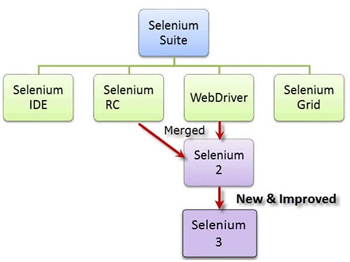 Selenium
Suite
Selenium
IDE
Selenium
RC
WebDriver
Selenium
Grid
Merged
Selenium
2
New & Improved
Selenium
3